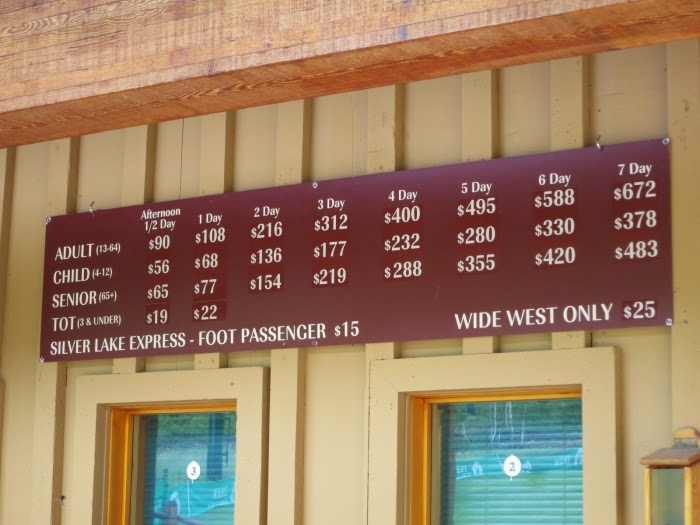 Afternoon
1/2 Day 1 Day 2 Day 3 Day 4 Day 5 Day 6 Day 7 Day
ADULT (13-64) $90 $108 $216 $312 $400 $495 $588 $672
CHILD (4-12) $56 $68 $136 $177 $232 $280 $330 $378
SENIOR (65+) $65 $77 $154 $219 $288 $355 $420 $483
TOT (3 & UNDER) $19 $22
SILVER LAKE EXPRESS - FOOT PASSENGER $15 WIDE WEST ONLY $25
3
2